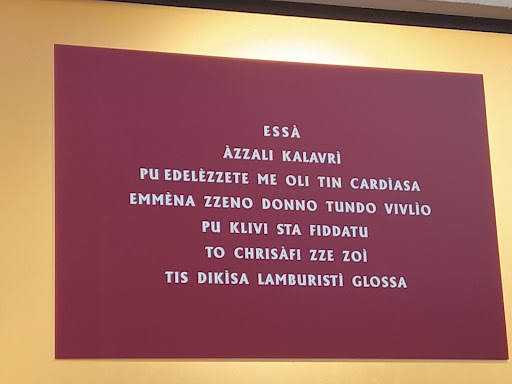 ESSÀ
ÀZZALI KALAVRÌ
PU EDELÈZZETE ME OLI TIN CARDÌASA
EMMÈNA ZZENO DONNO TUNDO VIVLÌO
PU KLIVI STA FIDDATU
TO CHRISÀFI ZZE ZOÌ
TIS DIKÌSA LAMBURISTÌ GLOSSA